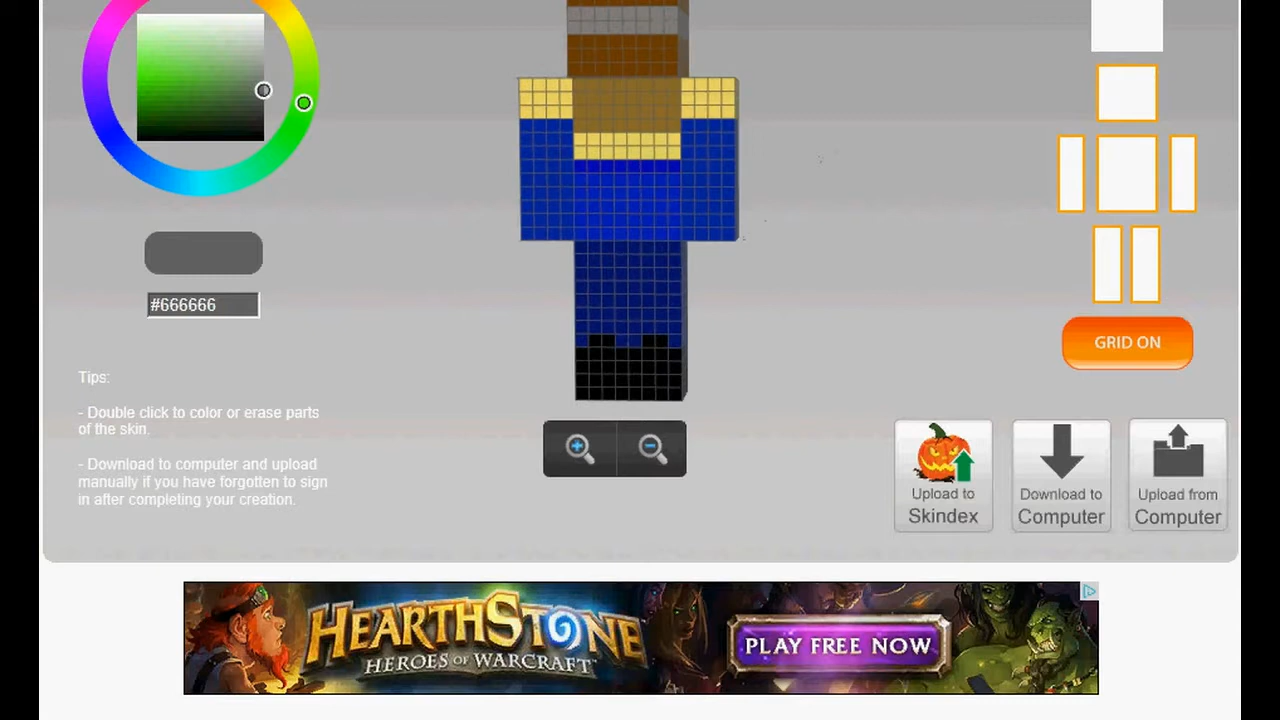 #666666
Tips:
- Double click to color or erase parts
of the skin.
- Download to computer and upload
manually if you have forgotten to sign
in after completing your creation.
GRID ON
Upload to
Skindex
Download to
Computer
Upload from
Computer
HEARTHSTONE
HEROES OF WARCRAFT™
PLAY FREE NOW